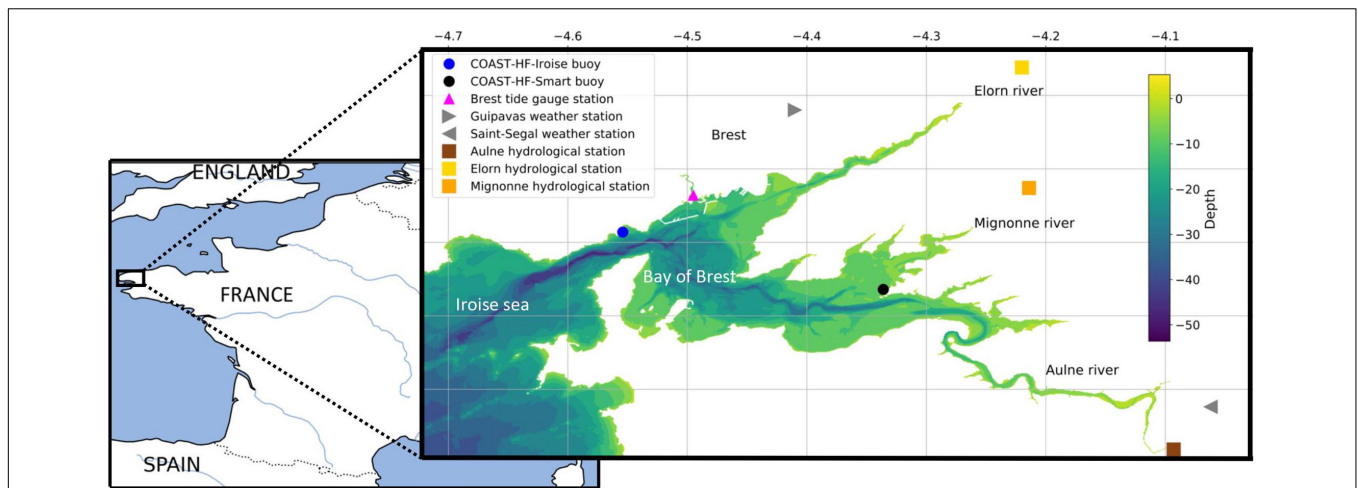 −4.7 −4.6 −4.5 −4.4 −4.3 −4.2 −4.1
COAST-HF-Iroise buoy
COAST-HF-Smart buoy
Brest tide gauge station
Guipavas weather station
Saint-Segal weather station
Aulne hydrological station
Elorn hydrological station
Mignonne hydrological station
Brest
Elorn river
Mignonne river
Bay of Brest
Iroise sea
Aulne river
0
−10
−20
−30
−40
−50
Depth
ENGLAND
FRANCE
SPAIN